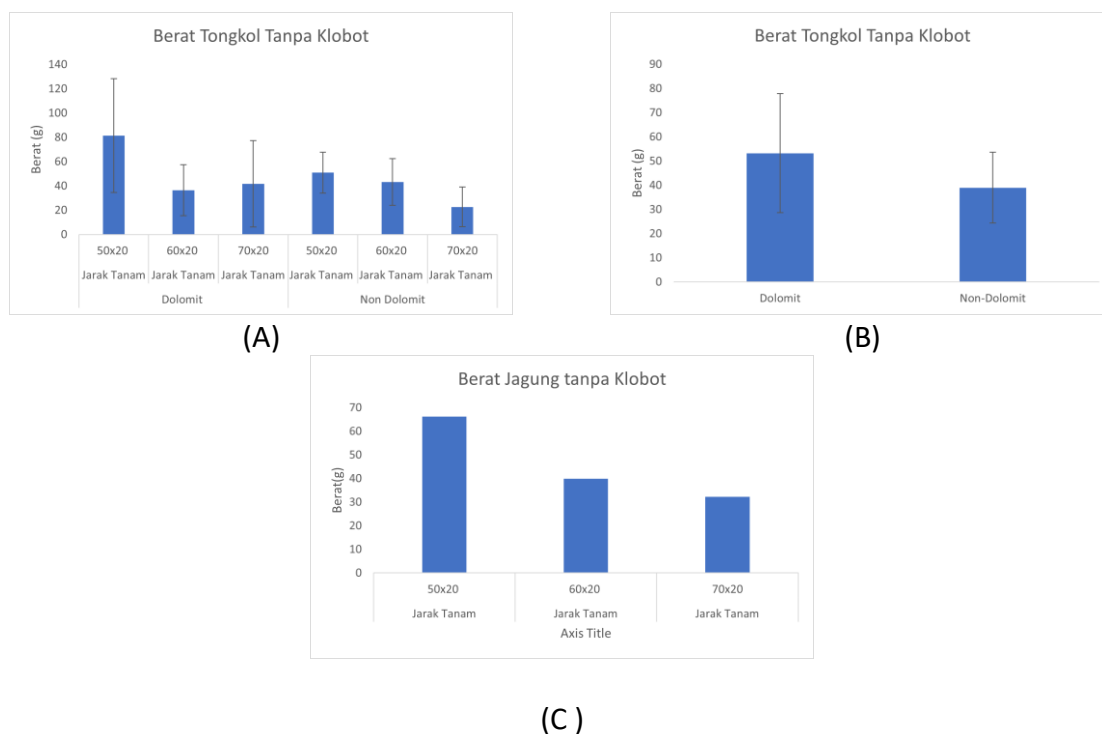 Berat Tongkol Tanpa Klobot
Berat (g)
140
120
100
80
60
40
20
0
50x20 60x20 70x20 50x20 60x20 70x20
Jarak Tanam Jarak Tanam Jarak Tanam Jarak Tanam Jarak Tanam Jarak Tanam
Dolomit Non Dolomit
(A)
Berat Tongkol Tanpa Klobot
Berat (g)
90
80
70
60
50
40
30
20
10
0
Dolomit Non-Dolomit
(B)
Berat Jagung tanpa Klobot
Berat(g)
70
60
50
40
30
20
10
0
50x20 60x20 70x20
Jarak Tanam Jarak Tanam Jarak Tanam
Axis Title
(C )